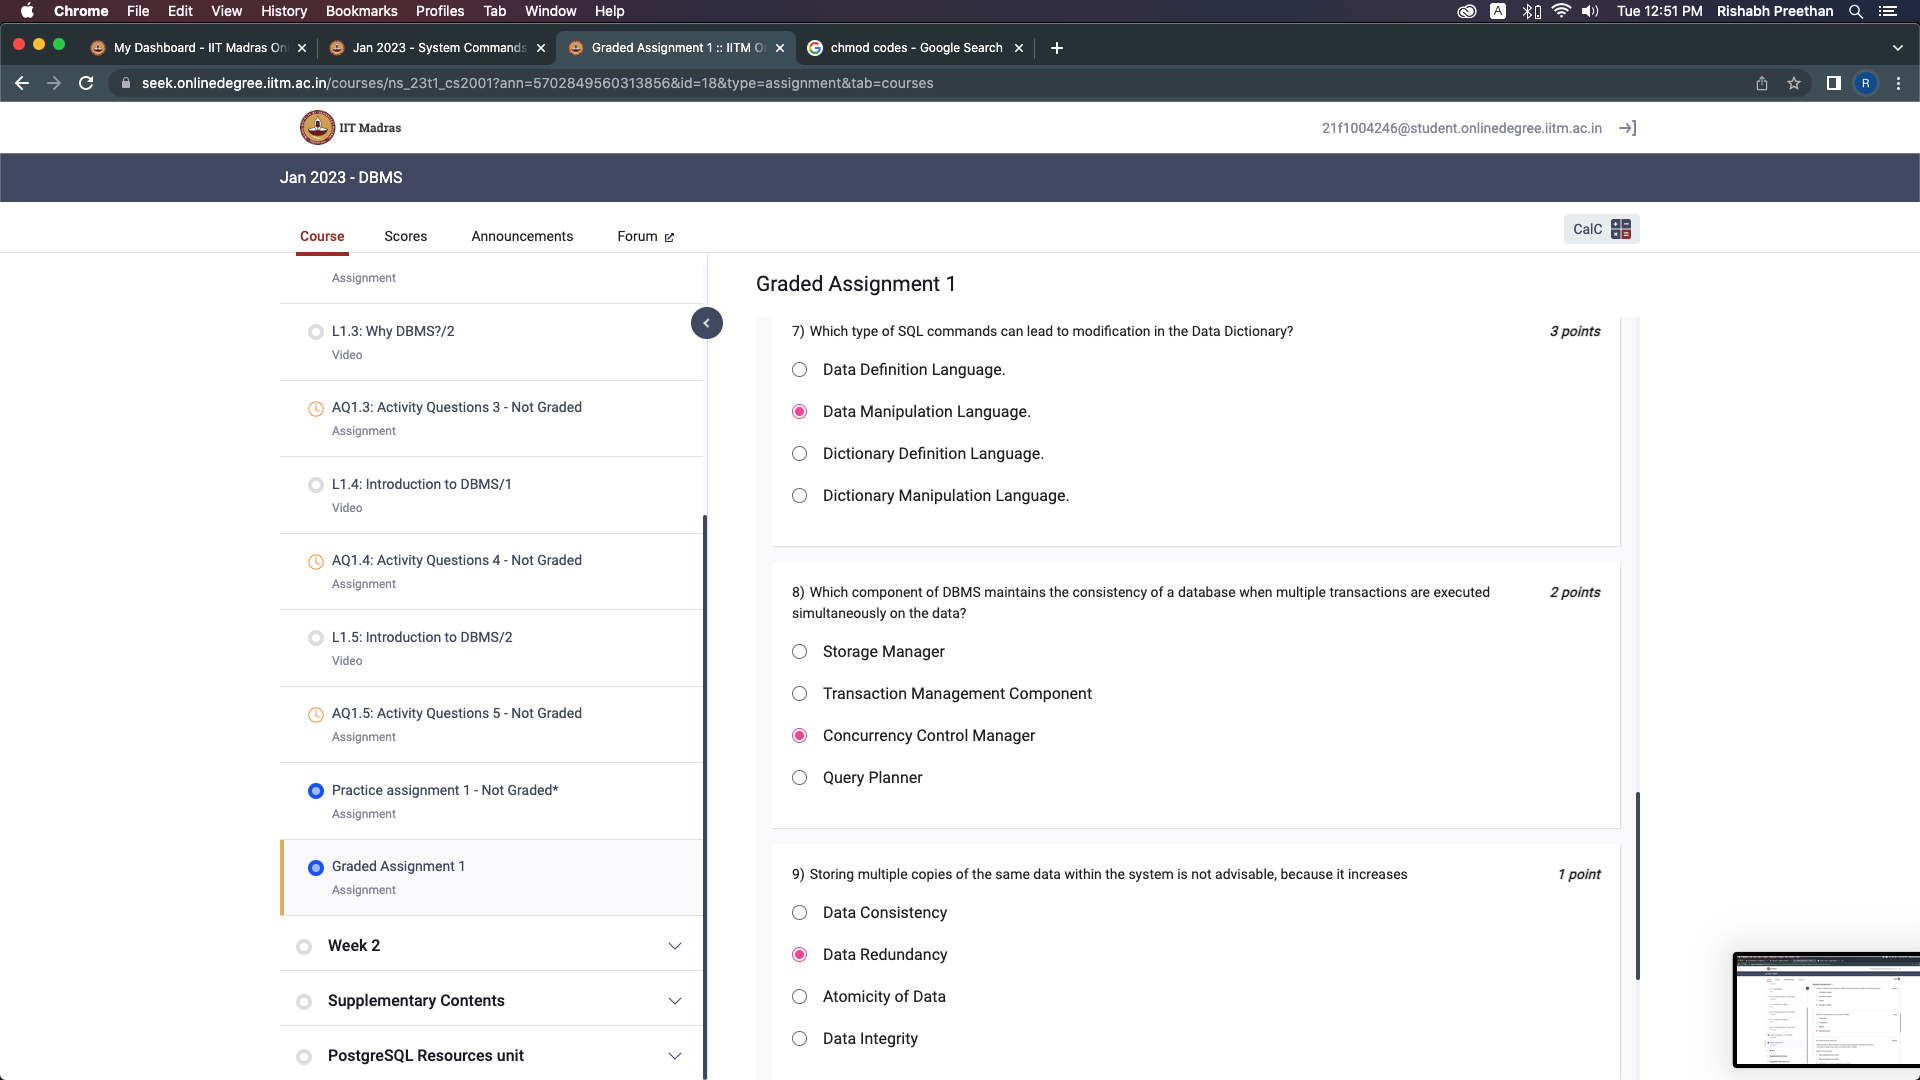 Chrome File Edit View History Bookmarks Profiles Tab Window Help
A Tue 12:51 PM Rishabh Preethan
My Dashboard - IIT Madras Onl
Jan 2023 - System Commands
Graded Assignment 1 :: IITM O
chmod codes - Google Search
seek.onlinedegree.iitm.ac.in/courses/ns_23t1_cs2001?ann=5702849560313856&id=18&type=assignment&tab=courses
R
IIT Madras
21f1004246@student.onlinedegree.iitm.ac.in
Jan 2023 - DBMS
Course Scores Announcements Forum
CalC
Assignment
L1.3: Why DBMS?/2
Video
AQ1.3: Activity Questions 3 - Not Graded
Assignment
L1.4: Introduction to DBMS/1
Video
AQ1.4: Activity Questions 4 - Not Graded
Assignment
L1.5: Introduction to DBMS/2
Video
AQ1.5: Activity Questions 5 - Not Graded
Assignment
Practice assignment 1 - Not Graded*
Assignment
Graded Assignment 1
Assignment
Week 2
Supplementary Contents
PostgreSQL Resources unit
Graded Assignment 1
7) Which type of SQL commands can lead to modification in the Data Dictionary? 3 points
Data Definition Language.
Data Manipulation Language.
Dictionary Definition Language.
Dictionary Manipulation Language.
8) Which component of DBMS maintains the consistency of a database when multiple transactions are executed 2 points
simultaneously on the data?
Storage Manager
Transaction Management Component
Concurrency Control Manager
Query Planner
9) Storing multiple copies of the same data within the system is not advisable, because it increases 1 point
Data Consistency
Data Redundancy
Atomicity of Data
Data Integrity